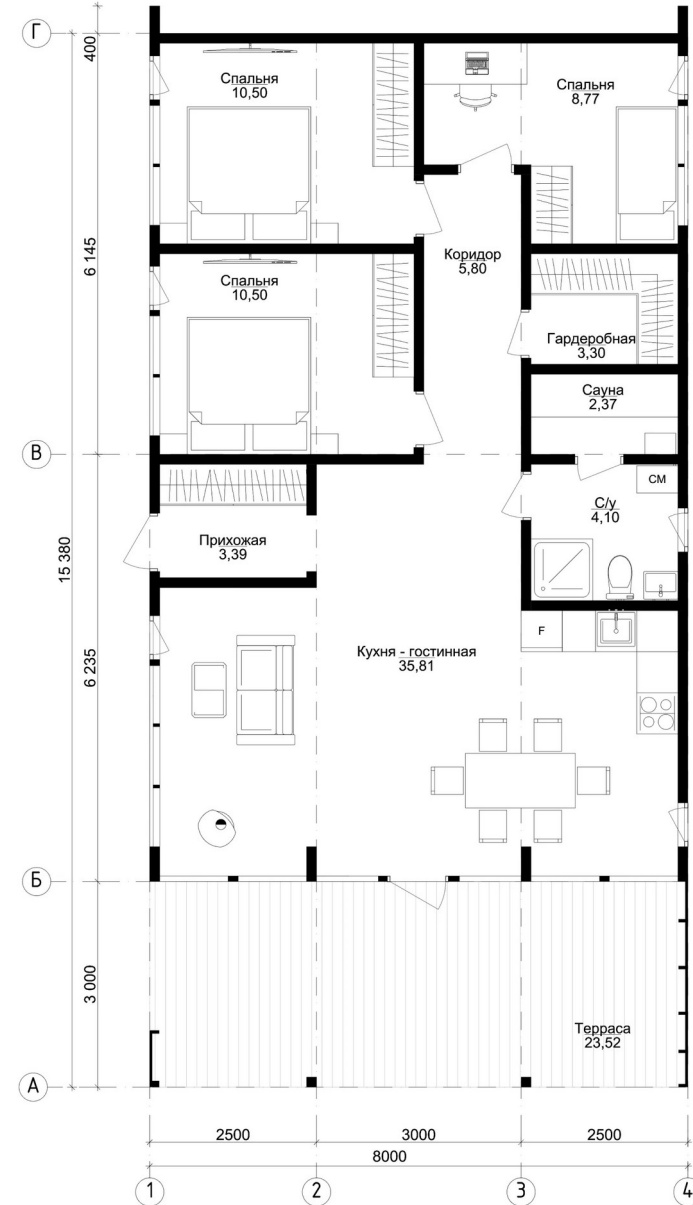 Г
400
Спальня
10,50
Спальня
8,77
6 145
Коридор
5,80
Спальня
10,50
Гардеробная
3,30
Сауна
2,37
В
СМ
С/у
4,10
Прихожая
3,39
15 380
F
Кухня - гостинная
35,81
6 235
Б
3 000
Терраса
23,52
А
2500
3000
2500
8000
1
2
3
4